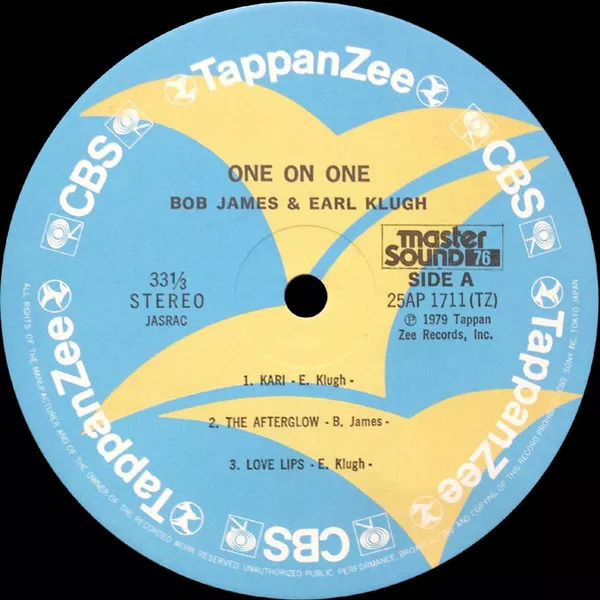 TappanZee
CBS
CBS
ONE ON ONE
BOB JAMES & EARL KLUGH
master
SOUND 76
33⅓
STEREO
JASRAC
SIDE A
25AP 1711 (TZ)
Ⓟ 1979 Tappan
Zee Records, Inc.
1. KARI - E. Klugh -
2. THE AFTERGLOW - B. James -
3. LOVE LIPS - E. Klugh -
TappanZee
TappanZee
CBS
ALL RIGHTS OF THE MANUFACTURER AND OF THE OWNER OF THE RECORDED WORK RESERVED UNAUTHORIZED PUBLIC PERFORMANCE, BROADCASTING AND COPYING OF THIS RECORD PROHIBITED CBS/SONY INC. TOKYO JAPAN